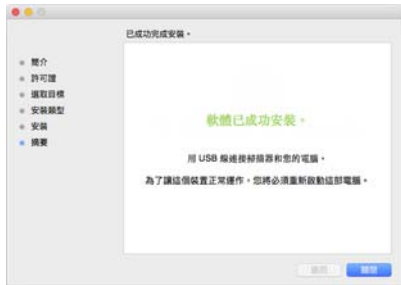 已成功完成安裝。
簡介
許可證
選取目標
安裝類型
安裝
摘要
軟體已成功安裝。
用 USB 線連接掃描器和您的電腦。
為了讓這個裝置正常運作，您將必須重新啟動這部電腦。
返回
關閉